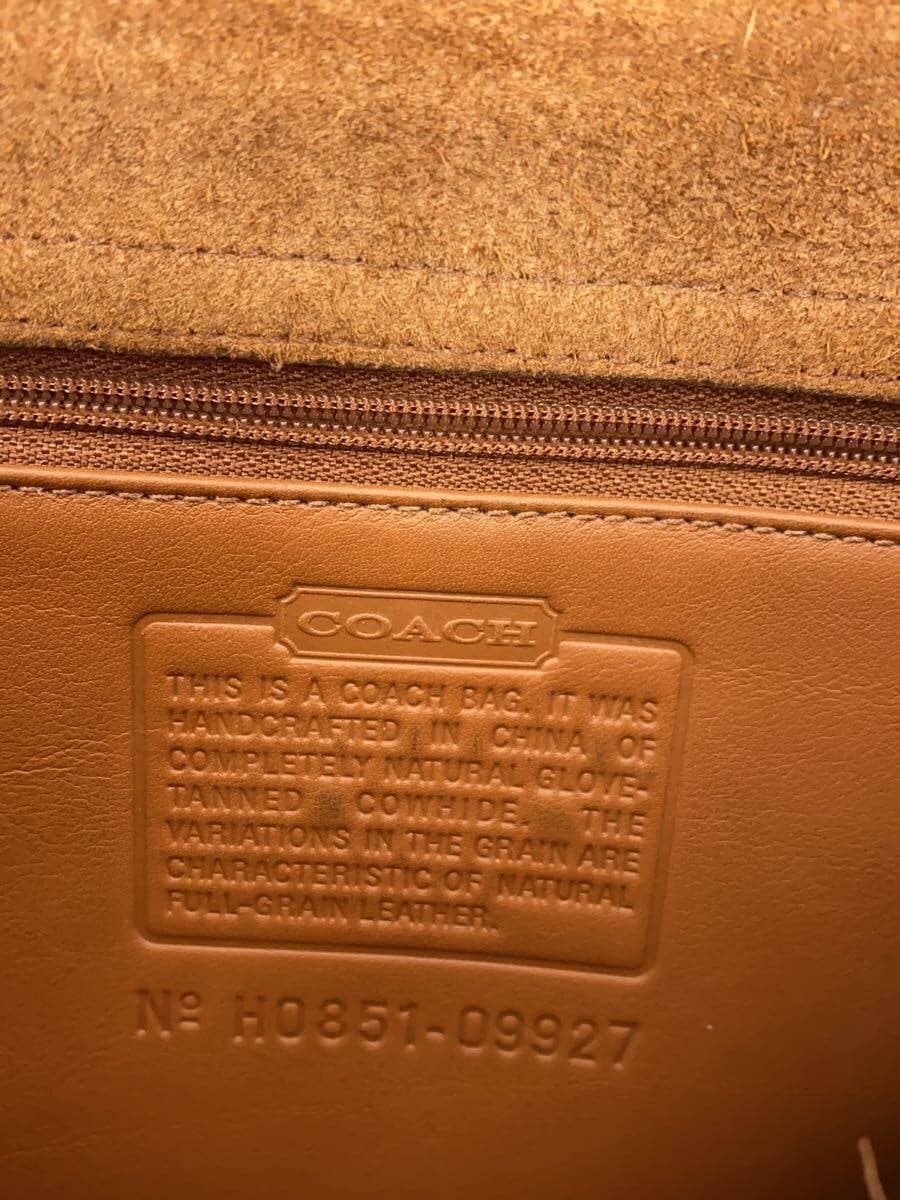 COACH
THIS IS A COACH BAG. IT WAS
HANDCRAFTED IN CHINA OF
COMPLETELY NATURAL GLOVE-
TANNED COWHIDE. THE
VARIATIONS IN THE GRAIN ARE
CHARACTERISTIC OF NATURAL
FULL-GRAIN LEATHER.
Nº H0851-09927